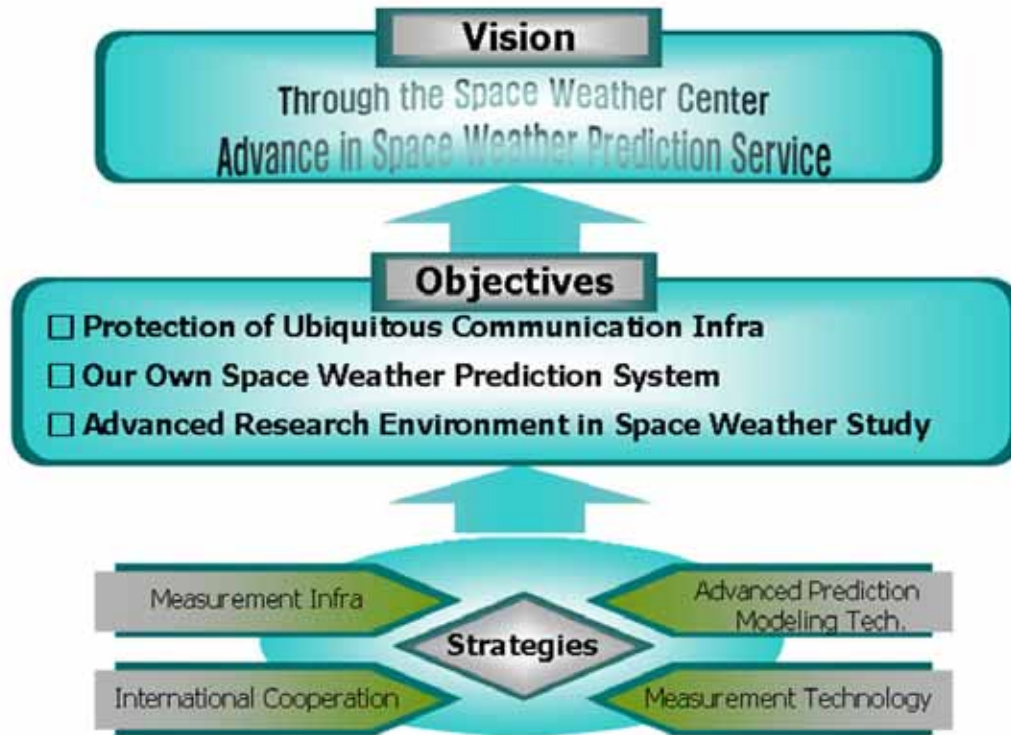 Vision
Through the Space Weather Center
Advance in Space Weather Prediction Service
Objectives
□ Protection of Ubiquitous Communication Infra
□ Our Own Space Weather Prediction System
□ Advanced Research Environment in Space Weather Study
Measurement Infra
Advanced Prediction
Modeling Tech.
Strategies
International Cooperation
Measurement Technology